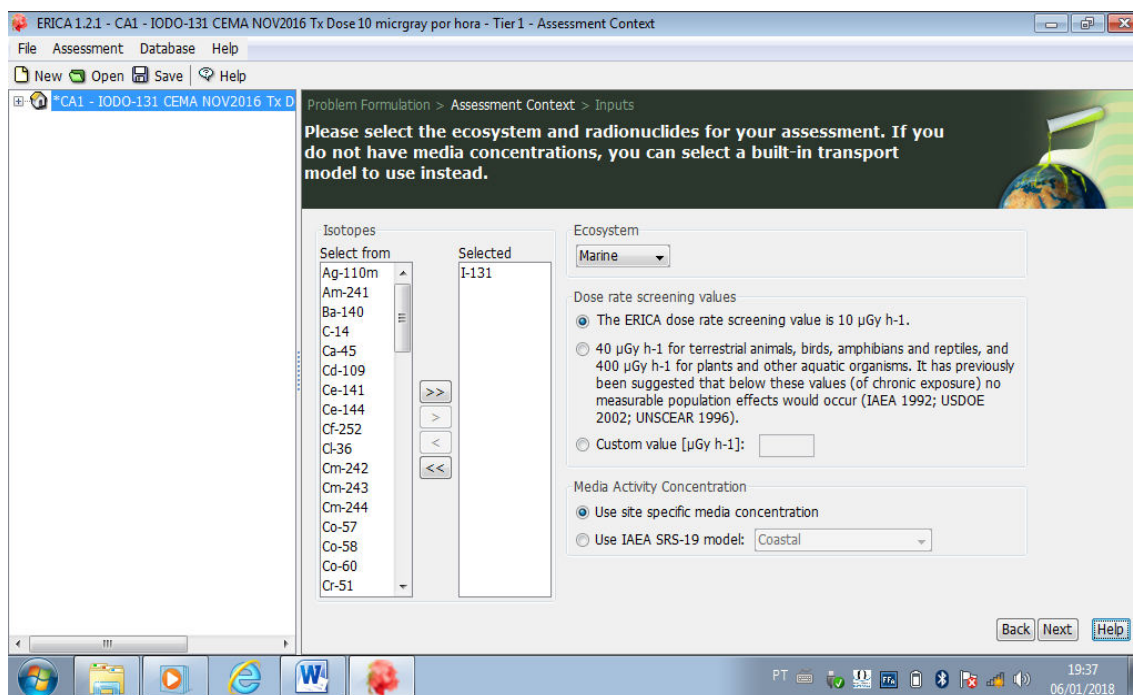 ERICA 1.2.1 - CA1 - IODO-131 CEMA NOV2016 Tx Dose 10 micrgray por hora - Tier 1 - Assessment Context
File Assessment Database Help
New Open Save Help
*CA1 - IODO-131 CEMA NOV2016 Tx D
Problem Formulation > Assessment Context > Inputs
Please select the ecosystem and radionuclides for your assessment. If you
do not have media concentrations, you can select a built-in transport
model to use instead.
Isotopes
Select from
Ag-110m
Am-241
Ba-140
C-14
Ca-45
Cd-109
Ce-141
Ce-144
Cf-252
Cl-36
Cm-242
Cm-243
Cm-244
Co-57
Co-58
Co-60
Cr-51
>>
>
<
<<
Selected
I-131
Ecosystem
Marine
Dose rate screening values
The ERICA dose rate screening value is 10 µGy h-1.
40 µGy h-1 for terrestrial animals, birds, amphibians and reptiles, and
400 µGy h-1 for plants and other aquatic organisms. It has previously
been suggested that below these values (of chronic exposure) no
measurable population effects would occur (IAEA 1992; USDOE
2002; UNSCEAR 1996).
Custom value [µGy h-1]:
Media Activity Concentration
Use site specific media concentration
Use IAEA SRS-19 model: Coastal
Back Next Help
PT
19:37
06/01/2018